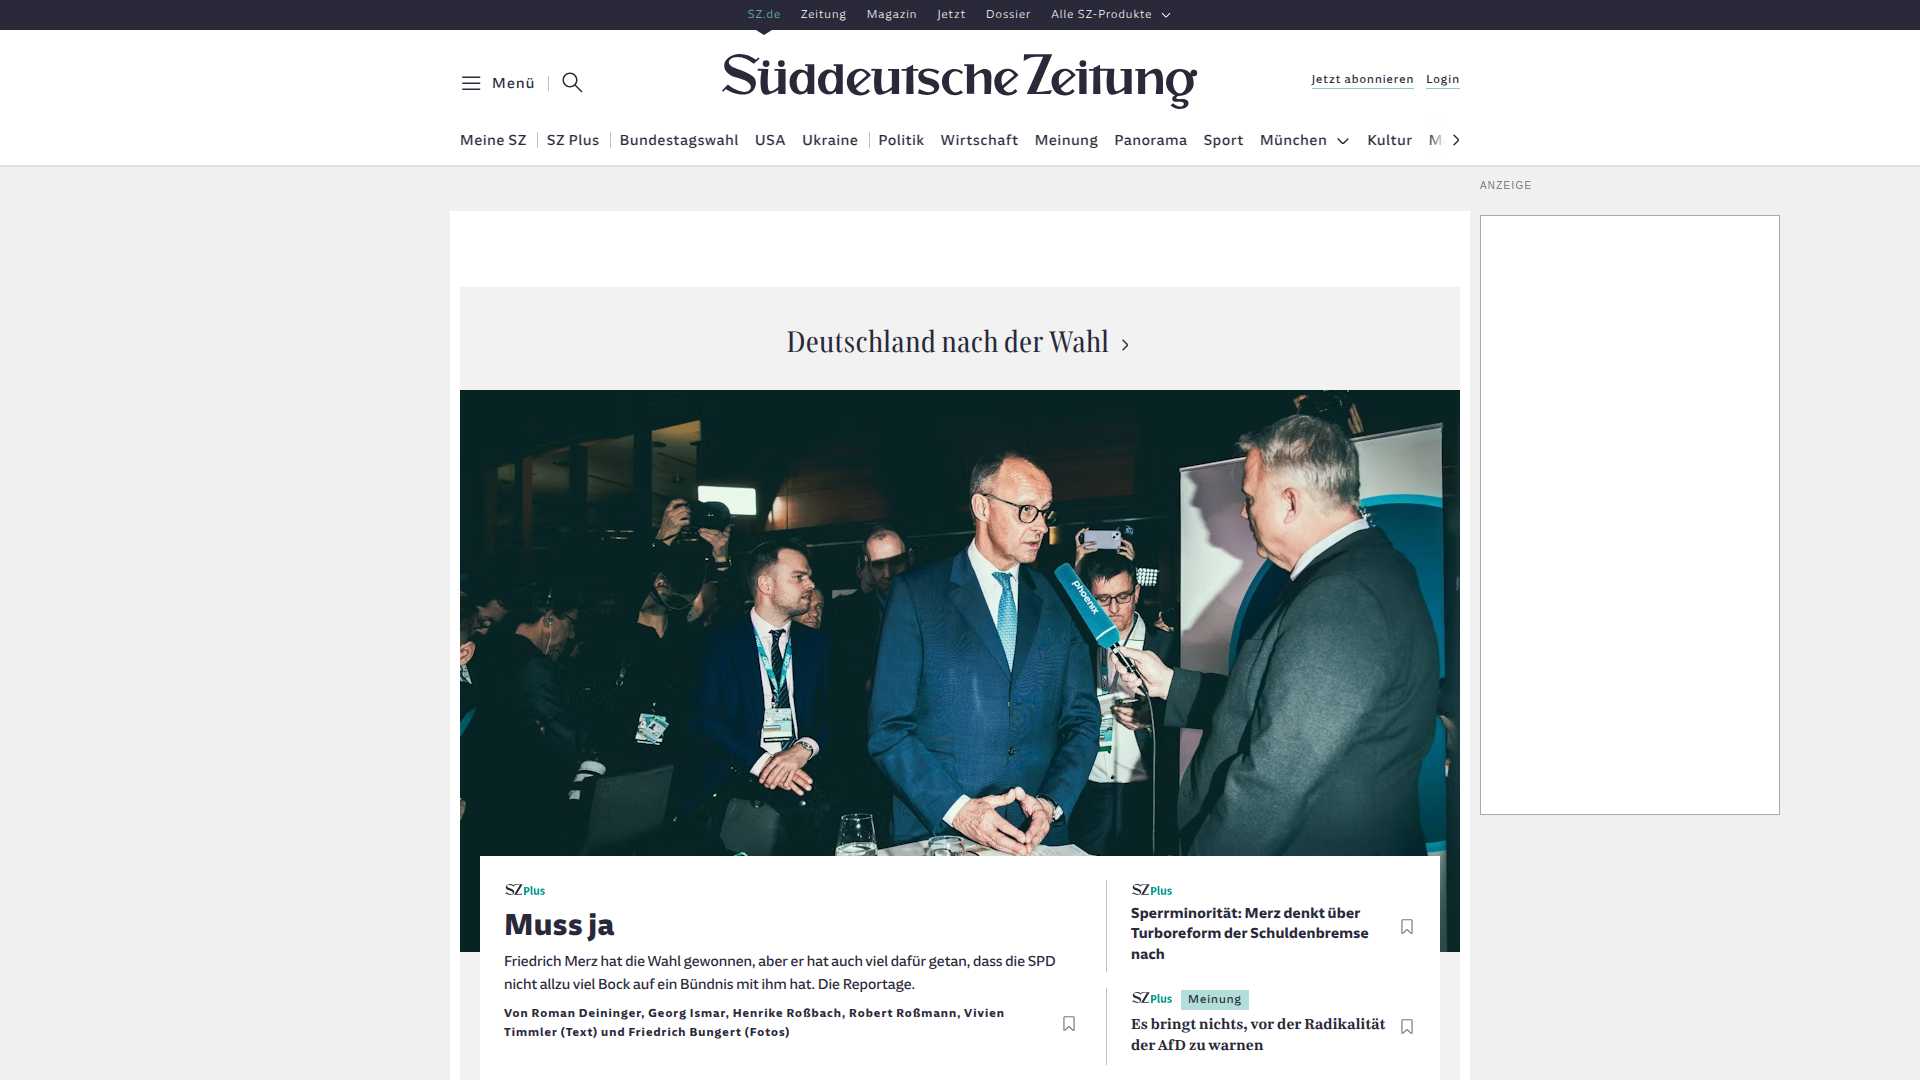 SZ.de Zeitung Magazin Jetzt Dossier Alle SZ-Produkte
Menü
Süddeutsche Zeitung
Jetzt abonnieren Login
Meine SZ SZ Plus Bundestagswahl USA Ukraine Politik Wirtschaft Meinung Panorama Sport München Kultur M
ANZEIGE
Deutschland nach der Wahl
phoenix
SZ Plus
Muss ja
Friedrich Merz hat die Wahl gewonnen, aber er hat auch viel dafür getan, dass die SPD
nicht allzu viel Bock auf ein Bündnis mit ihm hat. Die Reportage.
Von Roman Deininger, Georg Ismar, Henrike Roßbach, Robert Roßmann, Vivien
Timmler (Text) und Friedrich Bungert (Fotos)
SZ Plus
Sperrminorität: Merz denkt über
Turboreform der Schuldenbremse
nach
SZ Plus Meinung
Es bringt nichts, vor der Radikalität
der AfD zu warnen